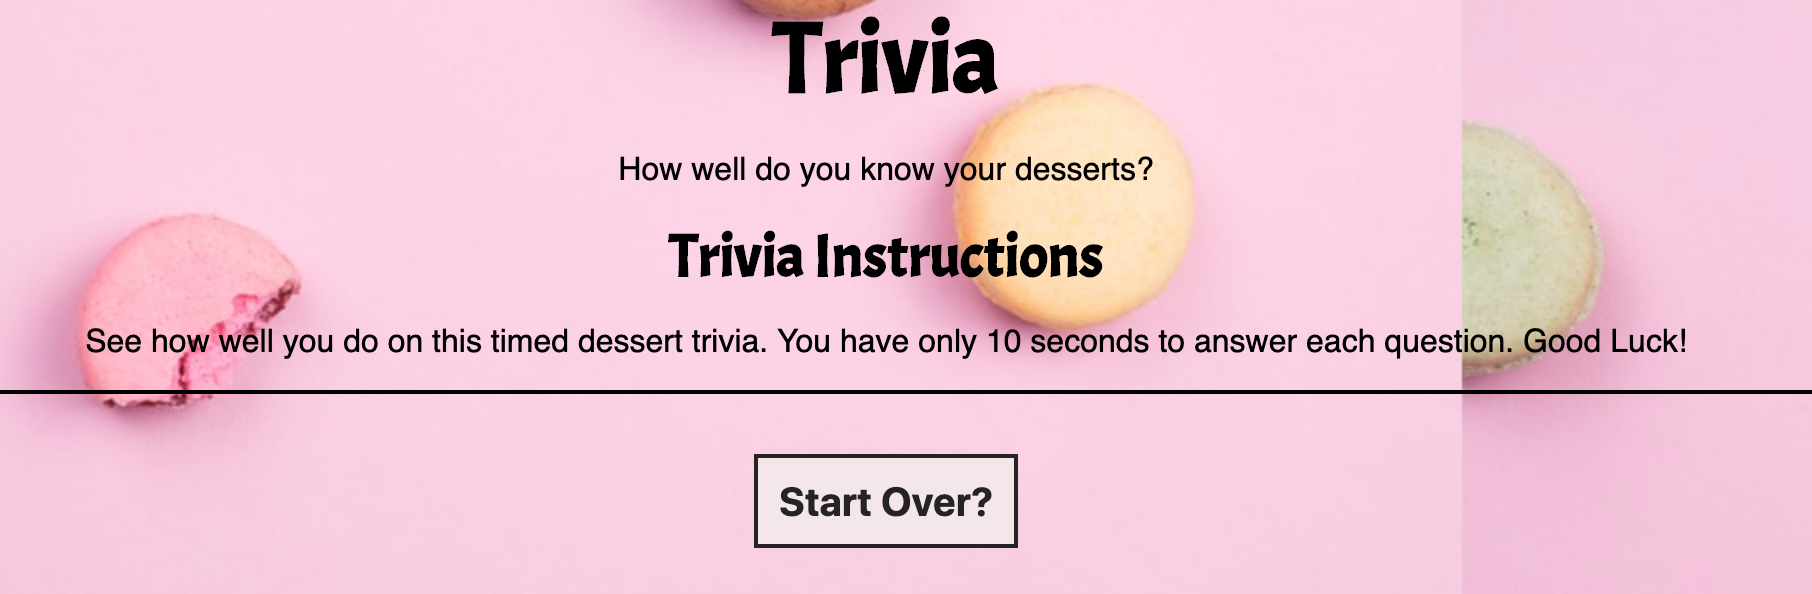 Trivia
How well do you know your desserts?
Trivia Instructions
See how well you do on this timed dessert trivia. You have only 10 seconds to answer each question. Good Luck!
Start Over?